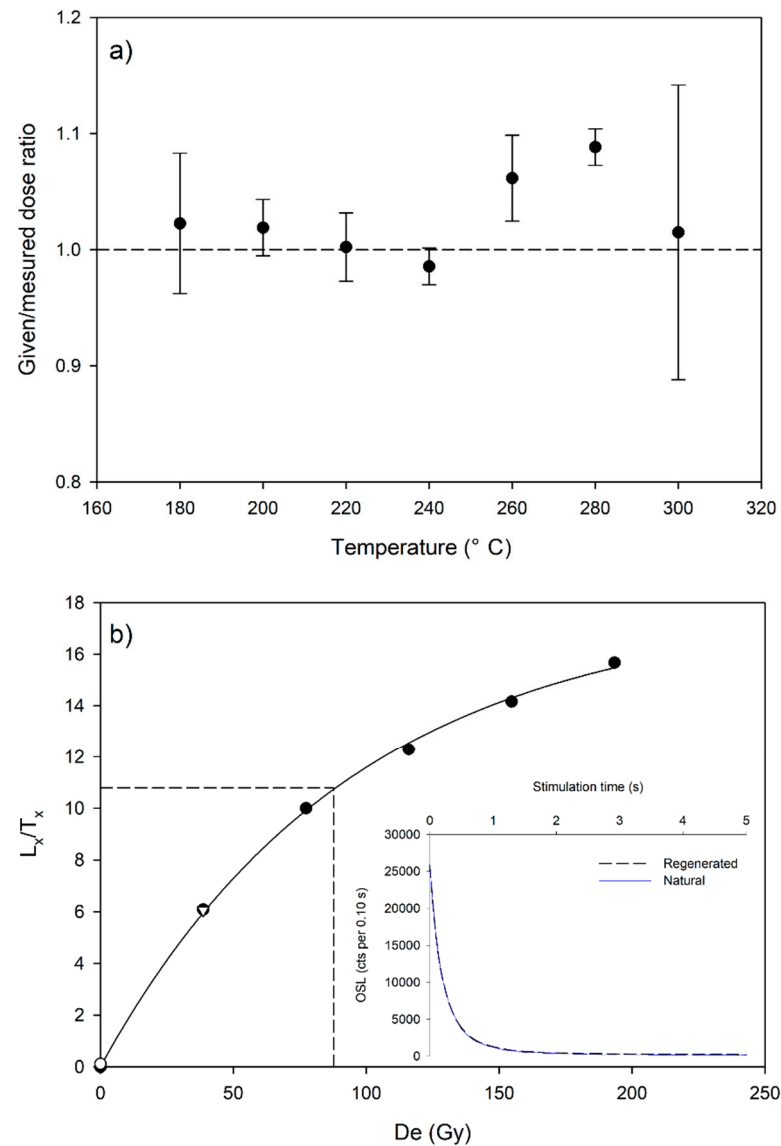 a)
1.2
1.1
1.0
0.9
0.8
Given/mesured dose ratio
160 180 200 220 240 260 280 300 320
Temperature (° C)
b)
18
16
14
12
10
8
6
4
2
0
Lₓ/Tₓ
0 50 100 150 200 250
De (Gy)
Stimulation time (s)
0 1 2 3 4 5
30000
25000
20000
15000
10000
5000
0
OSL (cts per 0.10 s)
Regenerated
Natural